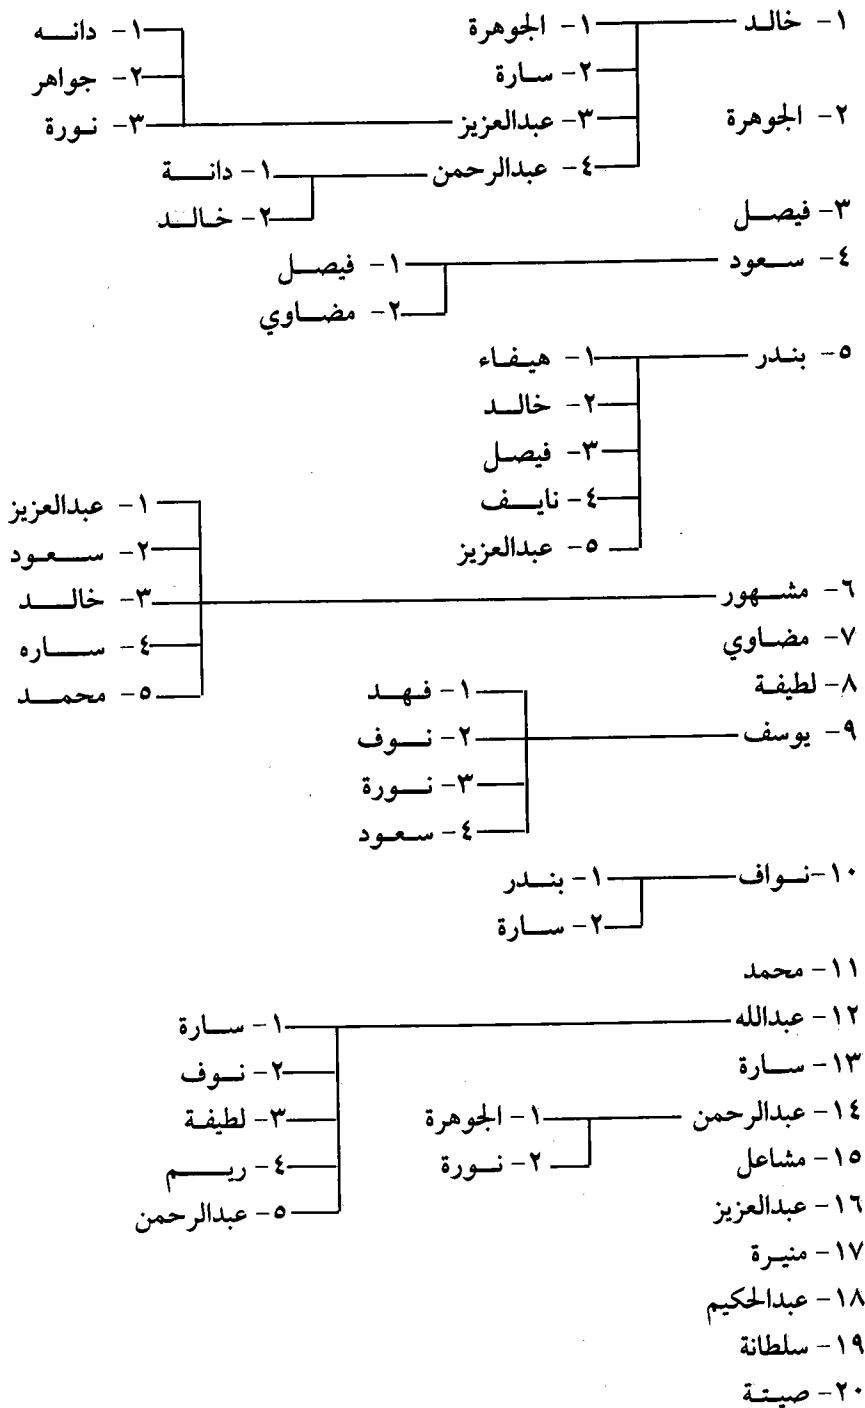 ١- خالد ١- الجوهرة ١- دانه
٢- سارة ٢- جواهر
٢- الجوهرة ٣- عبدالعزيز ٣- نورة
٤- عبدالرحمن ١- دانة
٣- فيصل ٢- خالد
٤- سعود ١- فيصل
٢- مضاوي
٥- بندر ١- هيفاء
٢- خالد
٣- فيصل
٤- نايف ١- عبدالعزيز
٥- عبدالعزيز ٢- سعود
٦- مشهور ٣- خالد
٧- مضاوي ٤- ساره
٨- لطيفة ١- فهد ٥- محمد
٩- يوسف ٢- نوف
٣- نورة
٤- سعود
١٠- نواف ١- بندر
٢- سارة
١١- محمد
١٢- عبدالله ١- سارة
١٣- سارة ٢- نوف
١٤- عبدالرحمن ١- الجوهرة ٣- لطيفة
١٥- مشاعل ٢- نورة ٤- ريم
١٦- عبدالعزيز ٥- عبدالرحمن
١٧- منيرة
١٨- عبدالحكيم
١٩- سلطانة
٢٠- صيتة